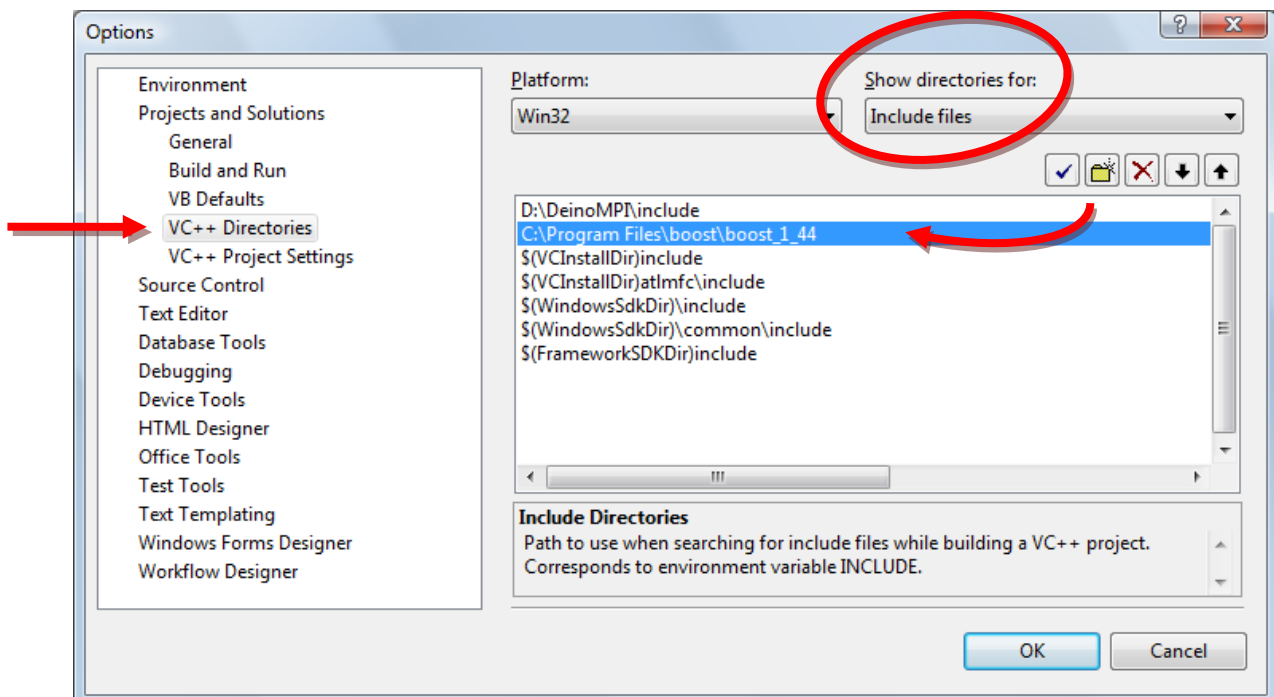 Options
Environment
Projects and Solutions
General
Build and Run
VB Defaults
VC++ Directories
VC++ Project Settings
Source Control
Text Editor
Database Tools
Debugging
Device Tools
HTML Designer
Office Tools
Test Tools
Text Templating
Windows Forms Designer
Workflow Designer
Platform:
Win32
Show directories for:
Include files
D:\DeinoMPI\include
C:\Program Files\boost\boost_1_44
$(VCInstallDir)include
$(VCInstallDir)atlmfc\include
$(WindowsSdkDir)\include
$(WindowsSdkDir)\common\include
$(FrameworkSDKDir)include
Include Directories
Path to use when searching for include files while building a VC++ project.
Corresponds to environment variable INCLUDE.
OK
Cancel